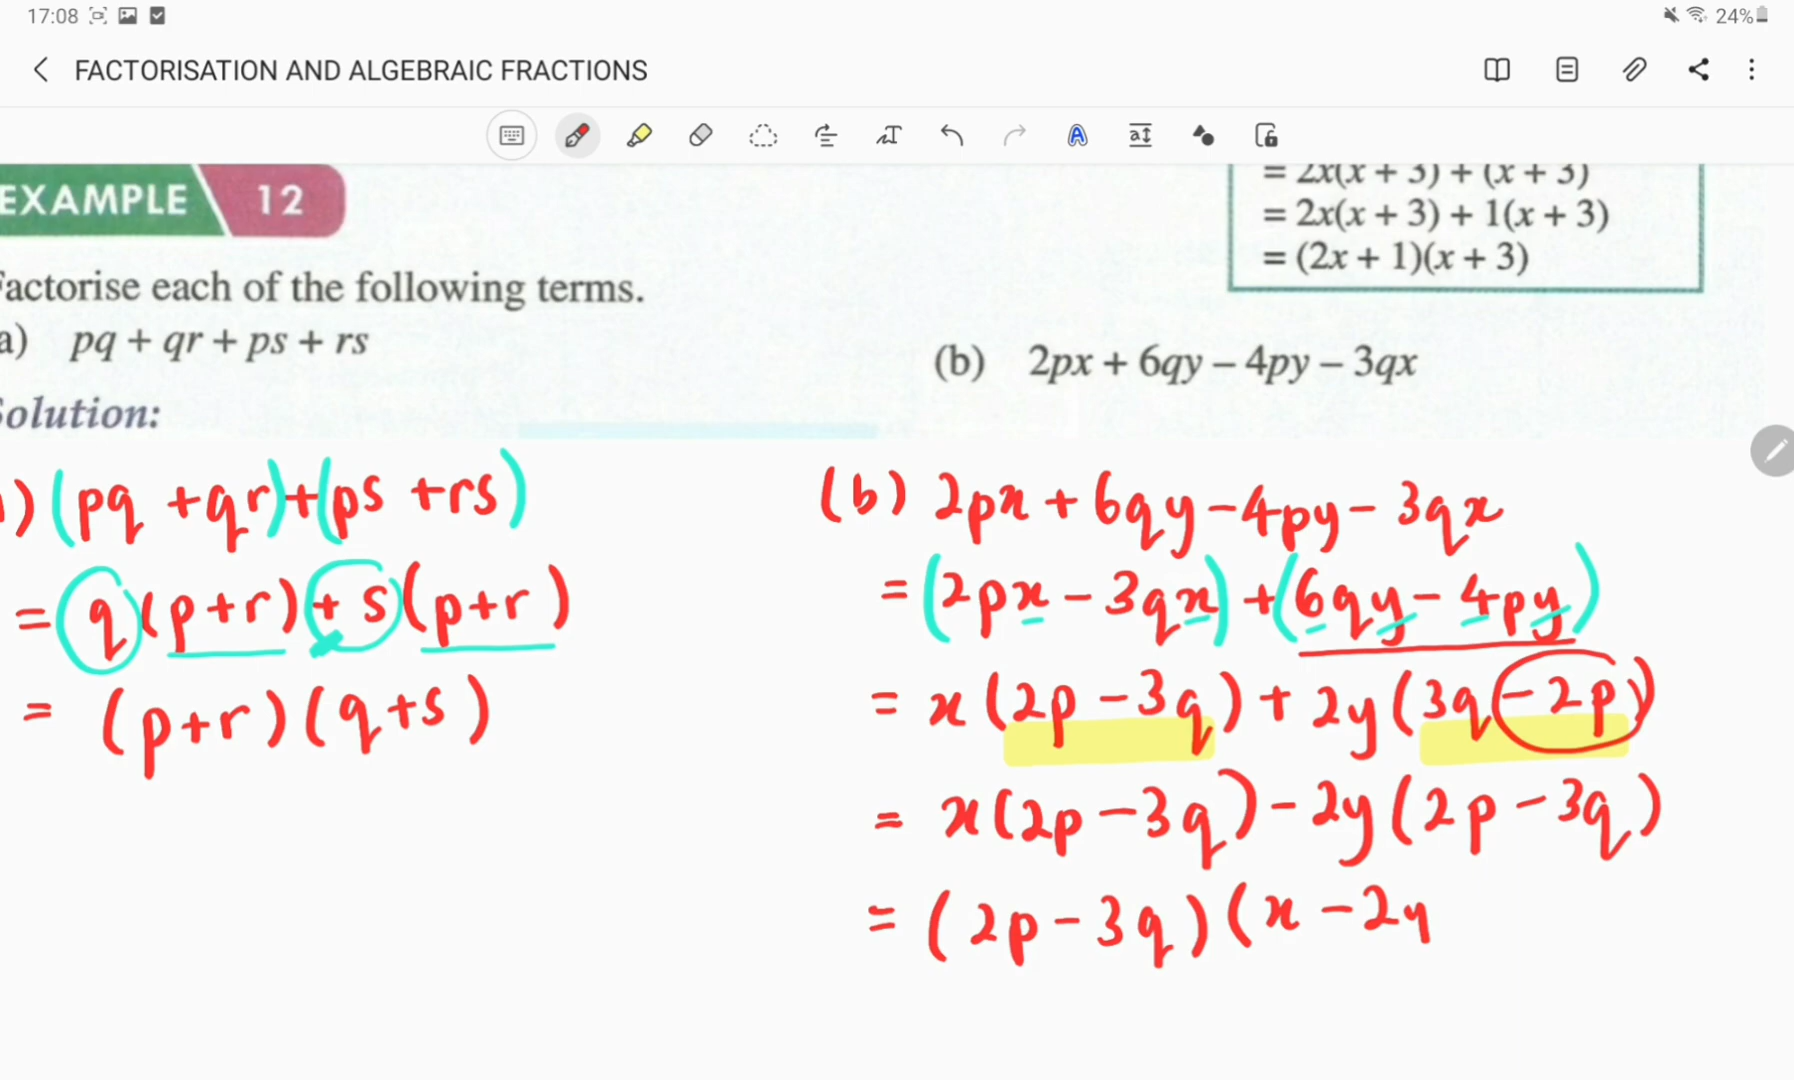 17:08 24%
FACTORISATION AND ALGEBRAIC FRACTIONS
EXAMPLE 12
= 2x(x + 3) + (x + 3)
= 2x(x + 3) + 1(x + 3)
= (2x + 1)(x + 3)
Factorise each of the following terms.
a) pq + qr + ps + rs
(b) 2px + 6qy – 4py – 3qx
Solution:
) (pq + qr) + (ps + rs)
= q(p+r) + s(p+r)
= (p+r)(q+s)
(b) 2px + 6qy - 4py - 3qx
= (2px - 3qx) + (6qy - 4py)
= x(2p - 3q) + 2y(3q - 2p)
= x(2p - 3q) - 2y(2p - 3q)
= (2p - 3q)(x - 2y